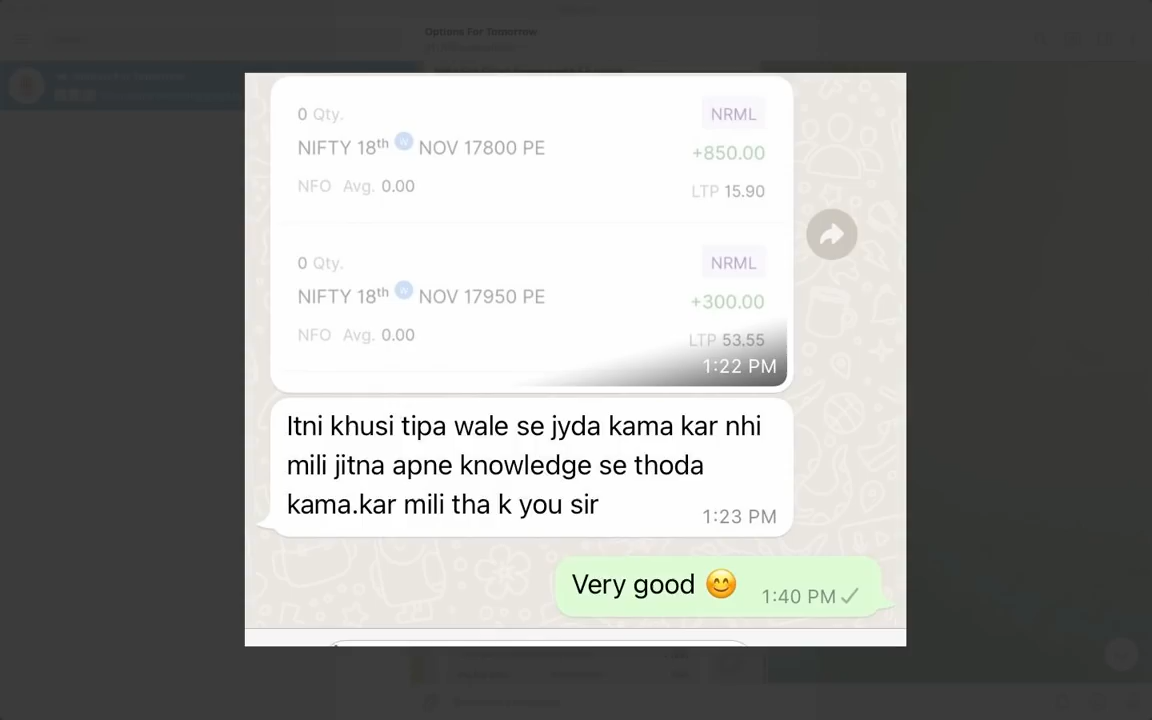 Options For Tomorrow
0 Qty.
NRML
NIFTY 18th W NOV 17800 PE
+850.00
NFO Avg. 0.00
LTP 15.90
0 Qty.
NRML
NIFTY 18th W NOV 17950 PE
+300.00
NFO Avg. 0.00
LTP 53.55
1:22 PM
Itni khusi tipa wale se jyda kama kar nhi
mili jitna apne knowledge se thoda
kama.kar mili tha k you sir
1:23 PM
Very good 😊
1:40 PM